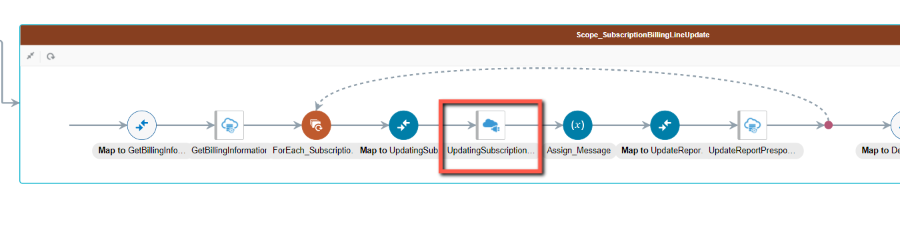 Scope_SubscriptionBillingLineUpdate
(x)
Map to GetBillingInfo...
GetBillingInformation
ForEach_Subscriptio...
Map to UpdatingSub
UpdatingSubscription...
Assign_Message
Map to UpdateRepor...
UpdateReportPrespo...
Map to De